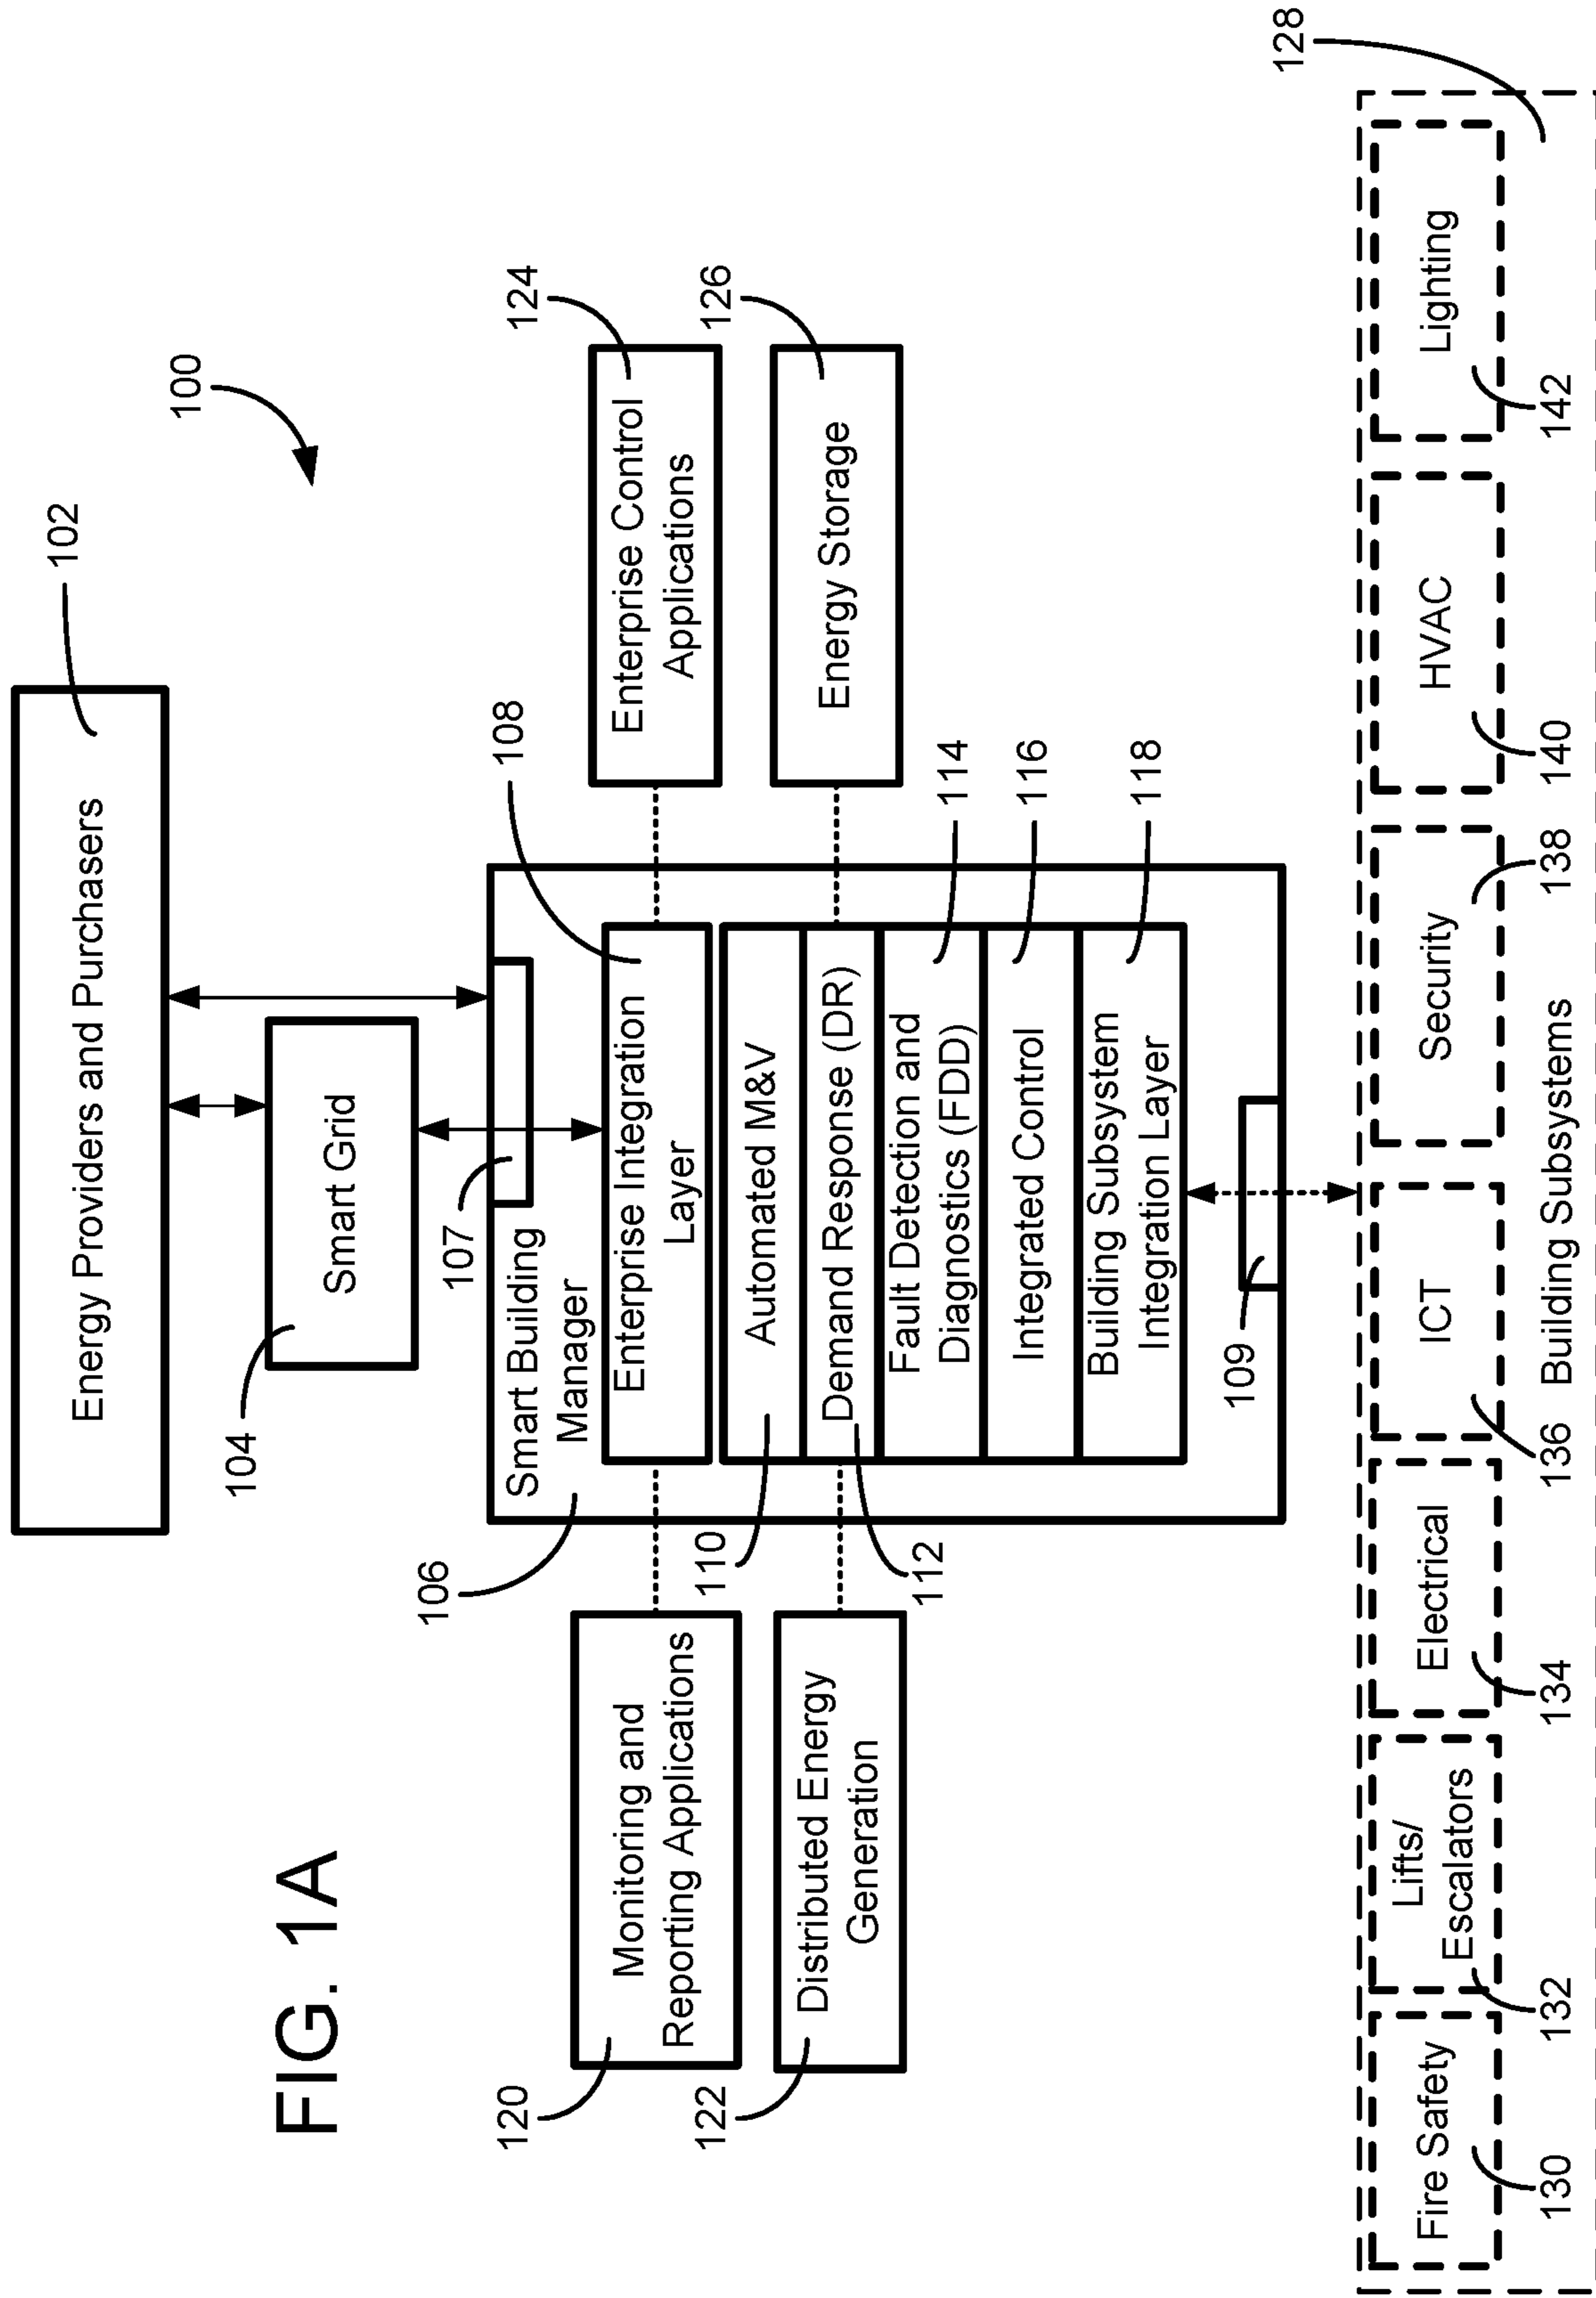 Energy Providers and Purchasers
102
100
Smart Grid
104
107
108
Smart Building
Manager
106
Enterprise Integration
Layer
Automated M&V
110
Demand Response (DR)
112
Fault Detection and
Diagnostics (FDD)
114
Integrated Control
116
Building Subsystem
Integration Layer
118
109
Monitoring and
Reporting Applications
120
Distributed Energy
Generation
122
Enterprise Control
Applications
124
Energy Storage
126
FIG. 1A
128
Fire Safety
130
Lifts/
Escalators
132
Electrical
134
ICT
136
Security
138
HVAC
140
Lighting
142
Building Subsystems